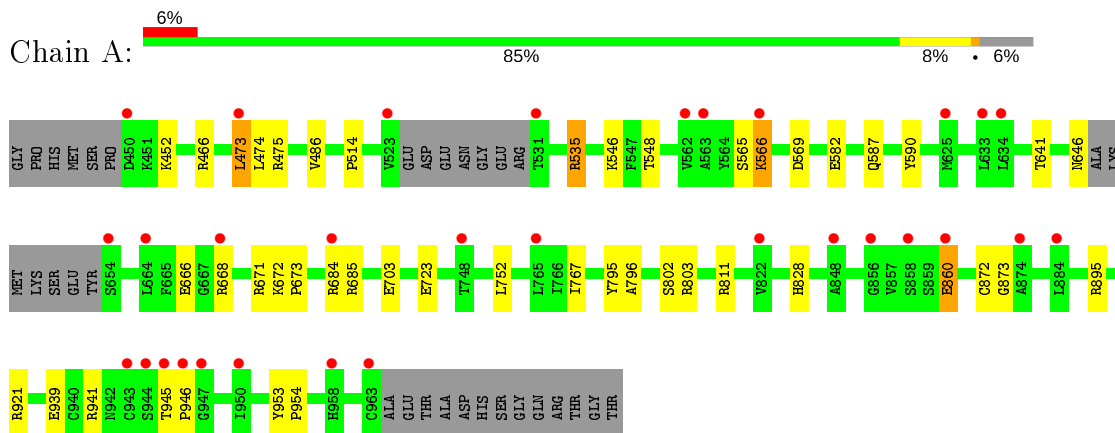 6%
Chain A:
85% 8% • 6%
GLY PRO HIS MET SER PRO D450 K451 K452 R466 L473 L474 R475 V486 P514 V523 GLU ASP GLU ASN GLY GLU ARG T531 R535 K546 F547 T548 V562 A563 Y564 S565 K566 D569 E582 Q587 Y590 M625 L633 L634 T641 N646 ALA LYS
MET LYS SER GLU TYR S654 L664 F665 E666 G667 R668 R671 K672 P673 R684 R685 E703 E723 T748 L752 L765 I766 I767 Y795 A796 S802 R803 R811 V822 H828 A848 G856 V857 S858 S859 E860 C872 G873 A874 L884 R895
R921 E939 C940 R941 N942 C943 S944 T945 P946 G947 I950 Y953 P954 H958 C963 ALA GLU THR ALA ASP HIS SER GLY GLN ARG THR GLY THR